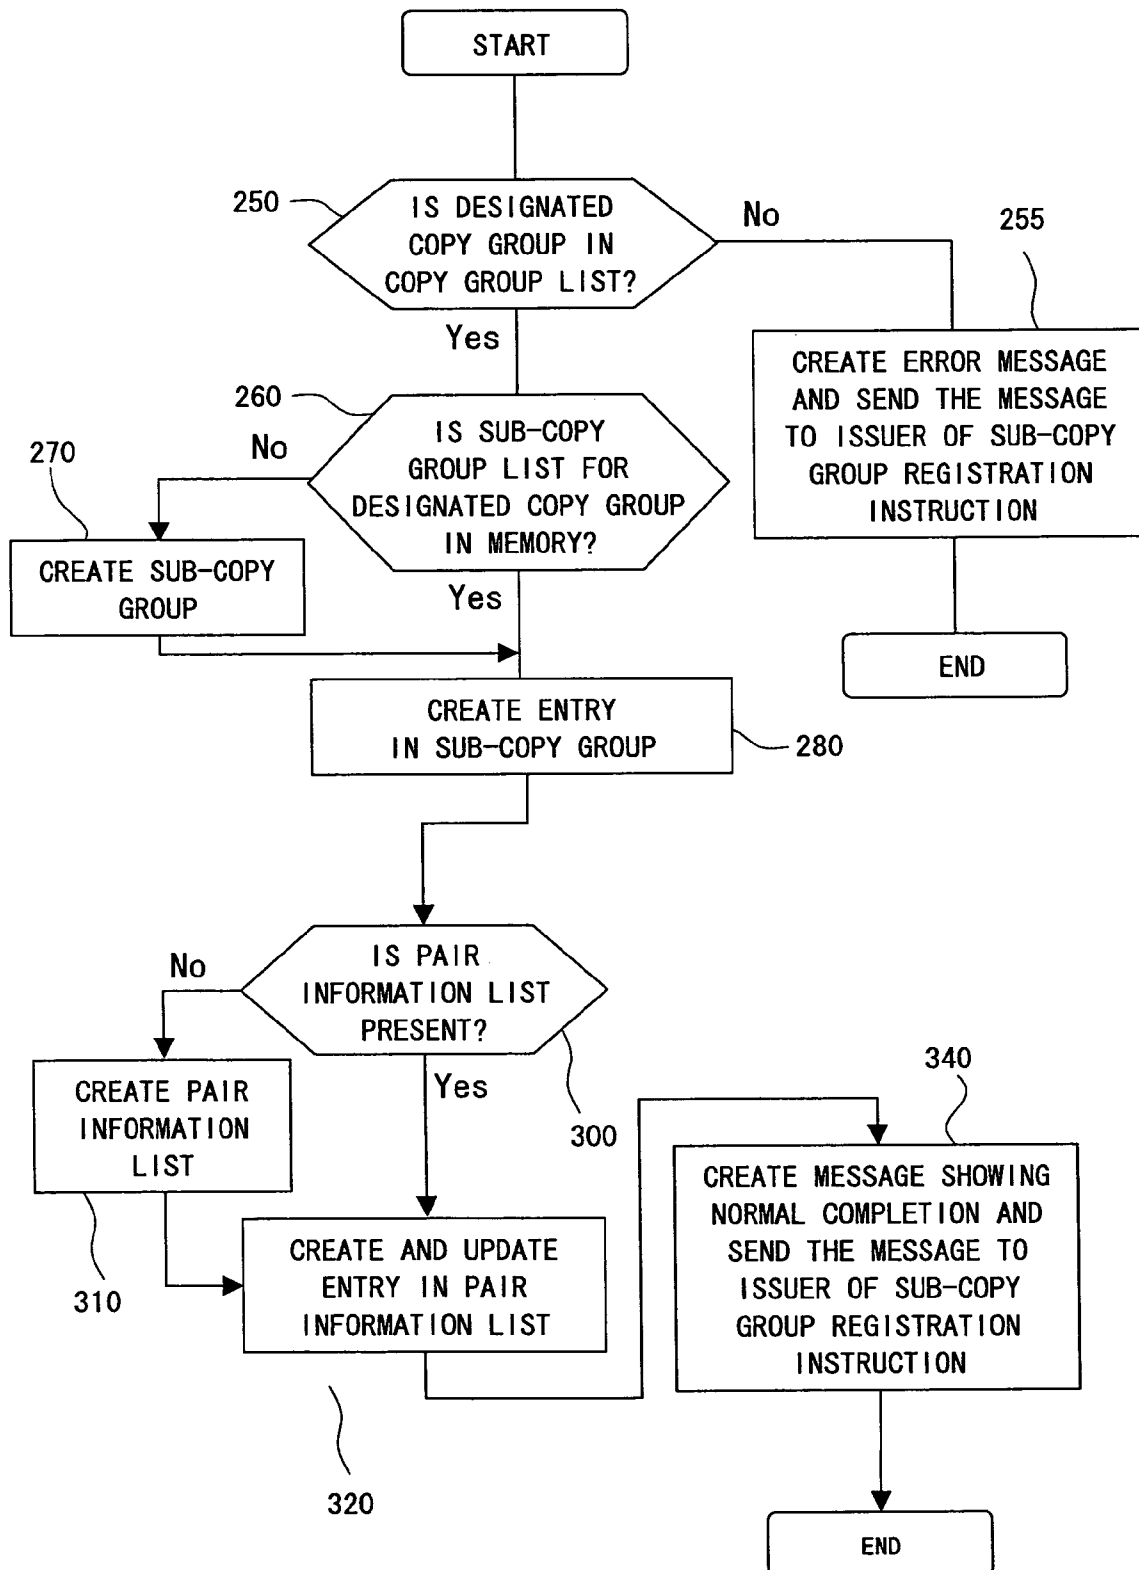 START
250
IS DESIGNATED
COPY GROUP IN
COPY GROUP LIST?
No
255
Yes
CREATE ERROR MESSAGE
AND SEND THE MESSAGE
TO ISSUER OF SUB-COPY
GROUP REGISTRATION
INSTRUCTION
260
IS SUB-COPY
GROUP LIST FOR
DESIGNATED COPY GROUP
IN MEMORY?
No
270
CREATE SUB-COPY
GROUP
Yes
END
CREATE ENTRY
IN SUB-COPY GROUP
280
IS PAIR
INFORMATION LIST
PRESENT?
No
300
Yes
CREATE PAIR
INFORMATION
LIST
310
CREATE AND UPDATE
ENTRY IN PAIR
INFORMATION LIST
320
340
CREATE MESSAGE SHOWING
NORMAL COMPLETION AND
SEND THE MESSAGE TO
ISSUER OF SUB-COPY
GROUP REGISTRATION
INSTRUCTION
END